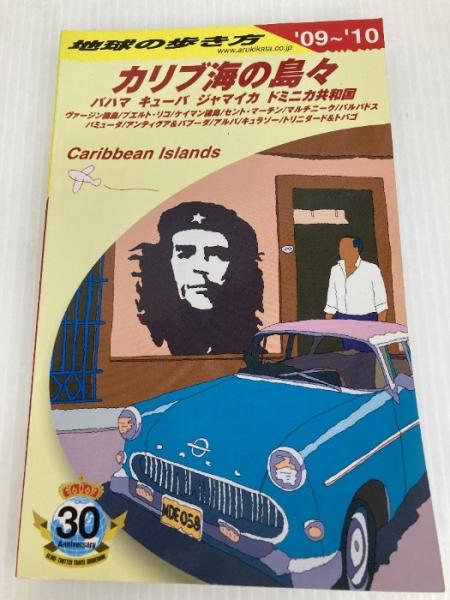 地球の歩き方
www.arukikata.co.jp
'09~'10
カリブ海の島々
バハマ キューバ ジャマイカ ドミニカ共和国
ヴァージン諸島/プエルト・リコ/ケイマン諸島/セント・マーチン/マルチニーク/バルバドス
バミューダ/アンティグア&バブーダ/アルバ/キュラソー/トリニダード&トバゴ
Caribbean Islands
30
Anniversary
GLOBE-TROTTER TRAVEL GUIDEBOOK
MDE058